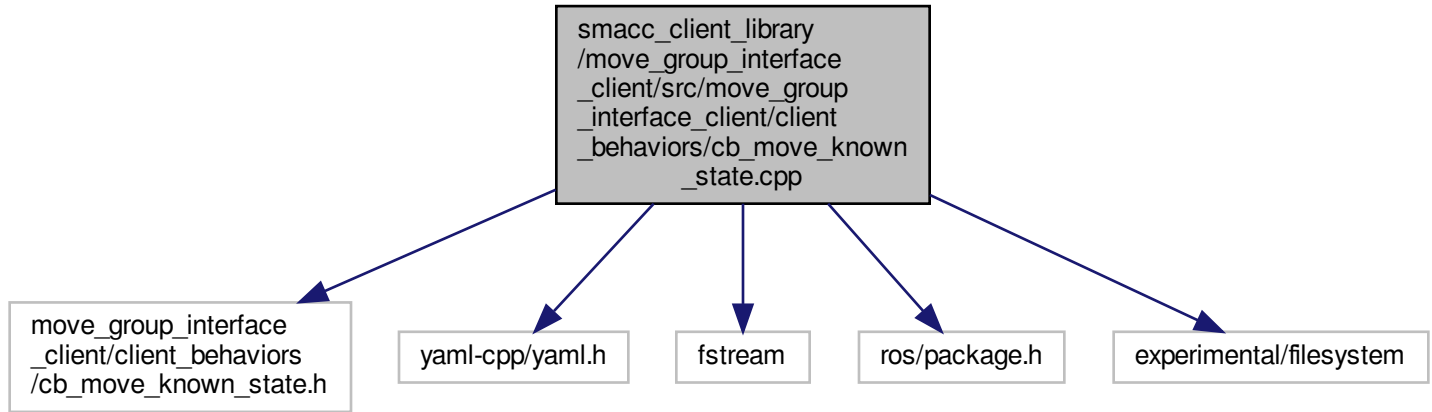 smacc_client_library
/move_group_interface
_client/src/move_group
_interface_client/client
_behaviors/cb_move_known
_state.cpp
move_group_interface
_client/client_behaviors
/cb_move_known_state.h
yaml-cpp/yaml.h
fstream
ros/package.h
experimental/filesystem